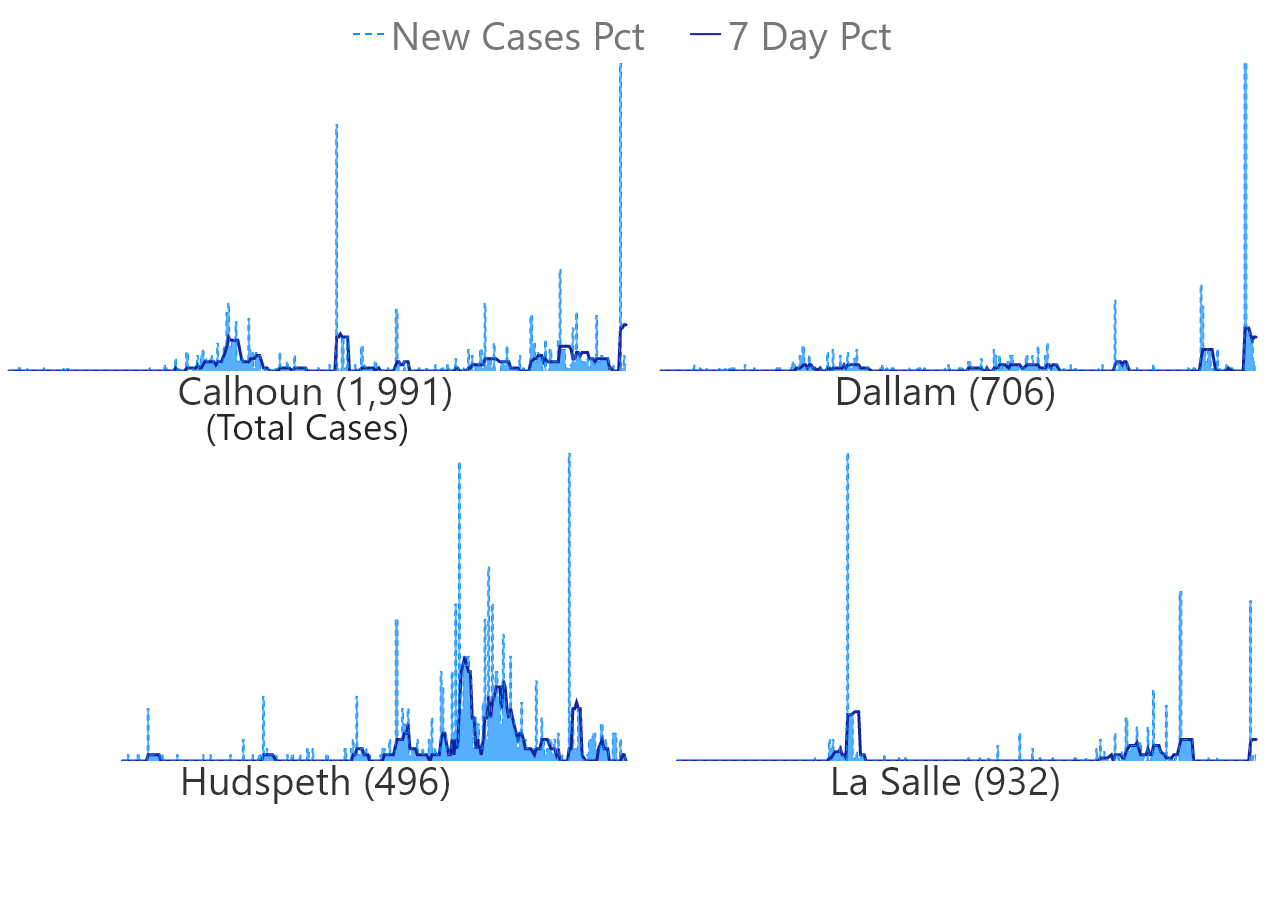 New Cases Pct 7 Day Pct
Calhoun (1,991) Dallam (706)
(Total Cases)
Hudspeth (496) La Salle (932)